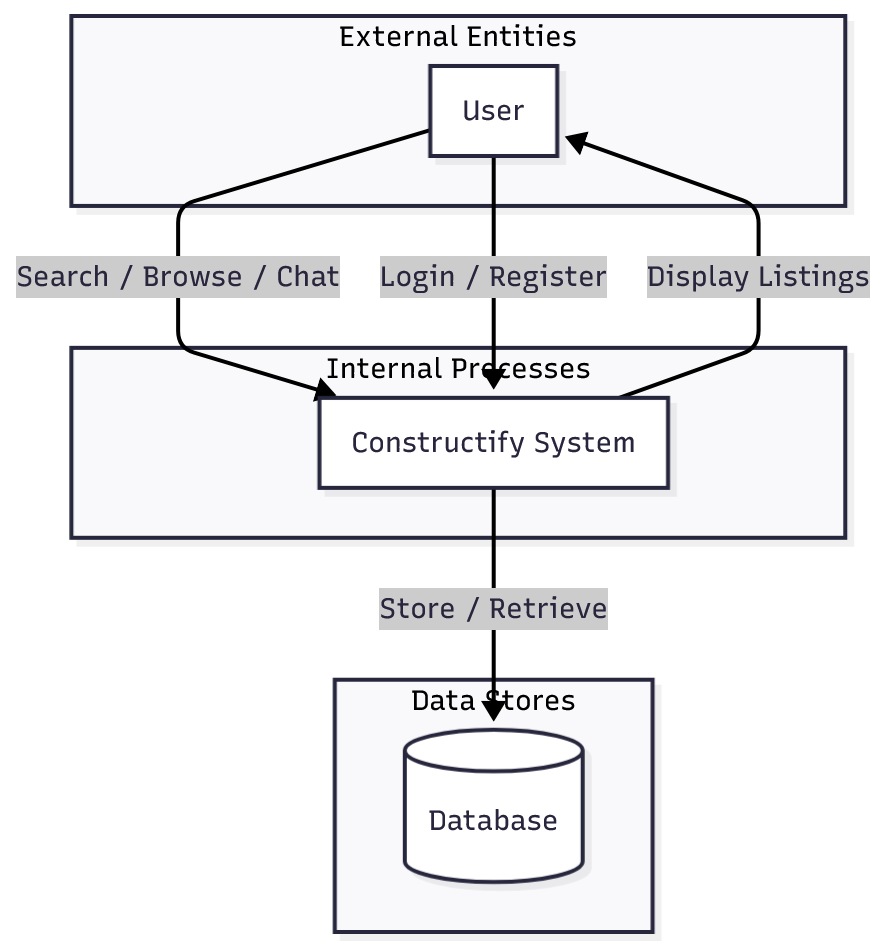 External Entities
User
Search / Browse / Chat
Login / Register
Display Listings
Internal Processes
Constructify System
Store / Retrieve
Data Stores
Database